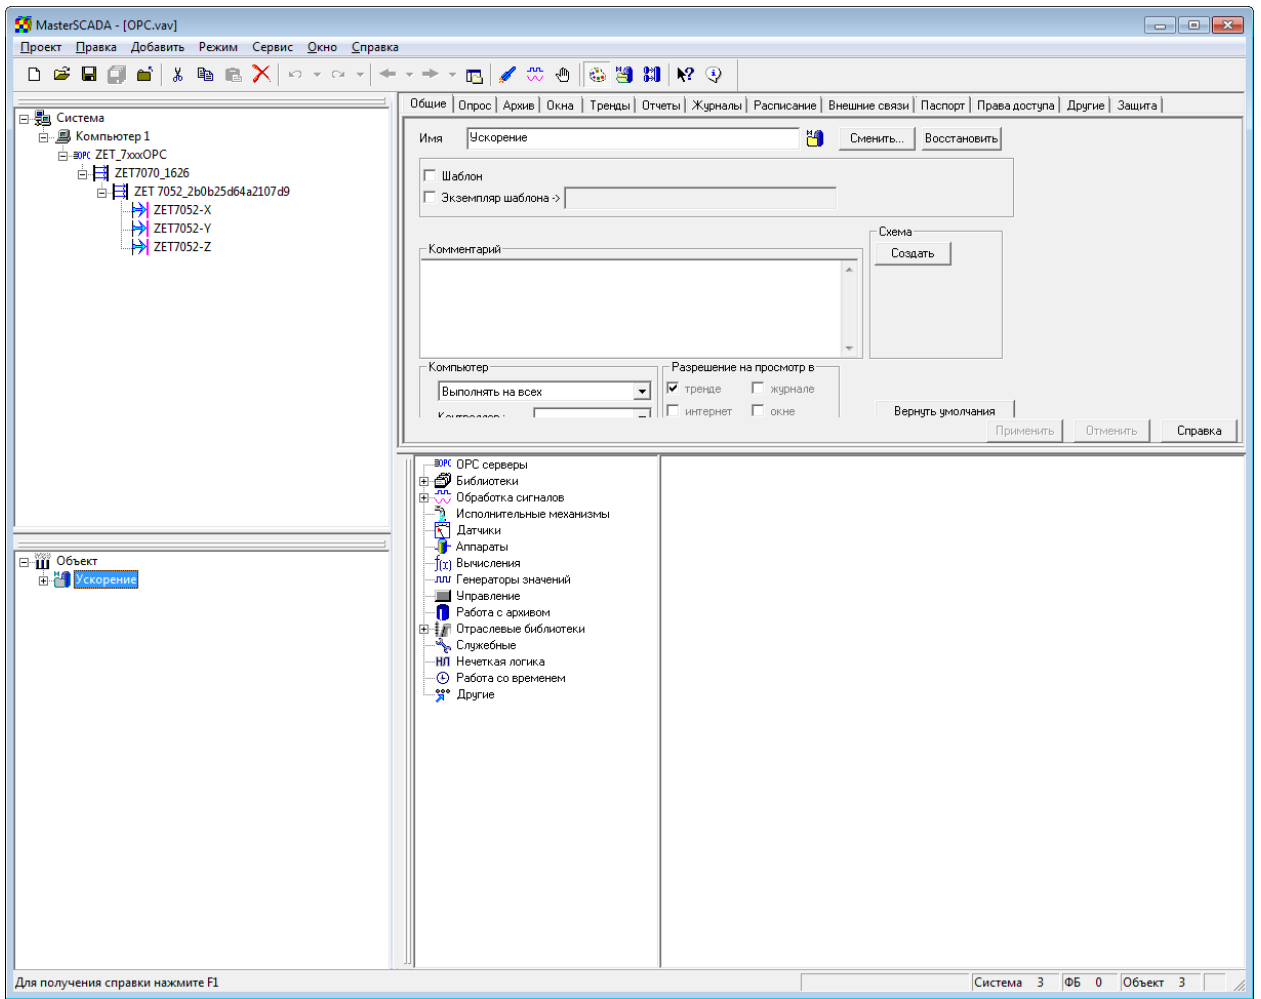 MasterSCADA - [OPC.vav]
Проект Правка Добавить Режим Сервис Окно Справка
Система
Компьютер 1
OPC ZET_7xxxOPC
ZET7070_1626
ZET 7052_2b0b25d64a2107d9
ZET7052-X
ZET7052-Y
ZET7052-Z
Общие Опрос Архив Окна Тренды Отчеты Журналы Расписание Внешние связи Паспорт Права доступа Другие Защита
Имя Ускорение Сменить... Восстановить
Шаблон
Экземпляр шаблона ->
Схема
Создать
Комментарий
Компьютер
Выполнять на всех
Контроллер :
Разрешение на просмотр в
тренде журнале
интернет окне
Вернуть умолчания
Применить Отменить Справка
Объект
Ускорение
OPC OPC серверы
Библиотеки
Обработка сигналов
Исполнительные механизмы
Датчики
Аппараты
f(x) Вычисления
Генераторы значений
Управление
Работа с архивом
Отраслевые библиотеки
Служебные
НЛ Нечеткая логика
Работа со временем
Другие
Для получения справки нажмите F1
Система 3 ФБ 0 Объект 3